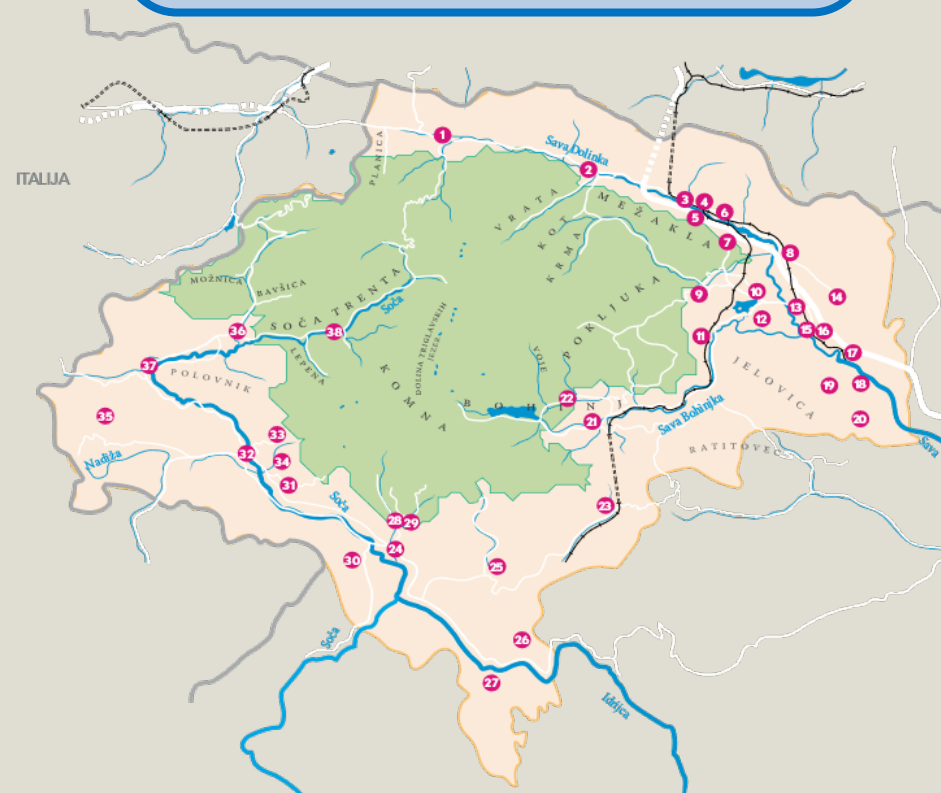 1
Sava Dolinka
PLANICA
2
ITALIJA
VRATA
MEŽAKLA
3
4
5
6
KOT
7
KRMA
8
MOŽNICA
BAVŠICA
SOČA TRENTA
Soča
POKLJUKA
9
10
14
13
12
15
16
36
38
LEPENA
DOLINA TRIGLAVSKIH
JEZER
VOJE
11
17
37
POLOVNIK
KOMNA
JELOVICA
19
18
22
BOHINJ
21
Sava Bohinjka
20
35
33
RATITOVEC
Sava
Nadiža
32
34
31
Soča
23
28
29
24
30
25
Soča
26
27
Idrijca